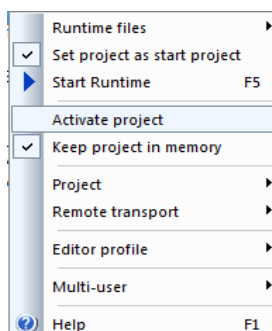 Runtime files
Set project as start project
Start Runtime F5
Activate project
Keep project in memory
Project
Remote transport
Editor profile
Multi-user
Help F1